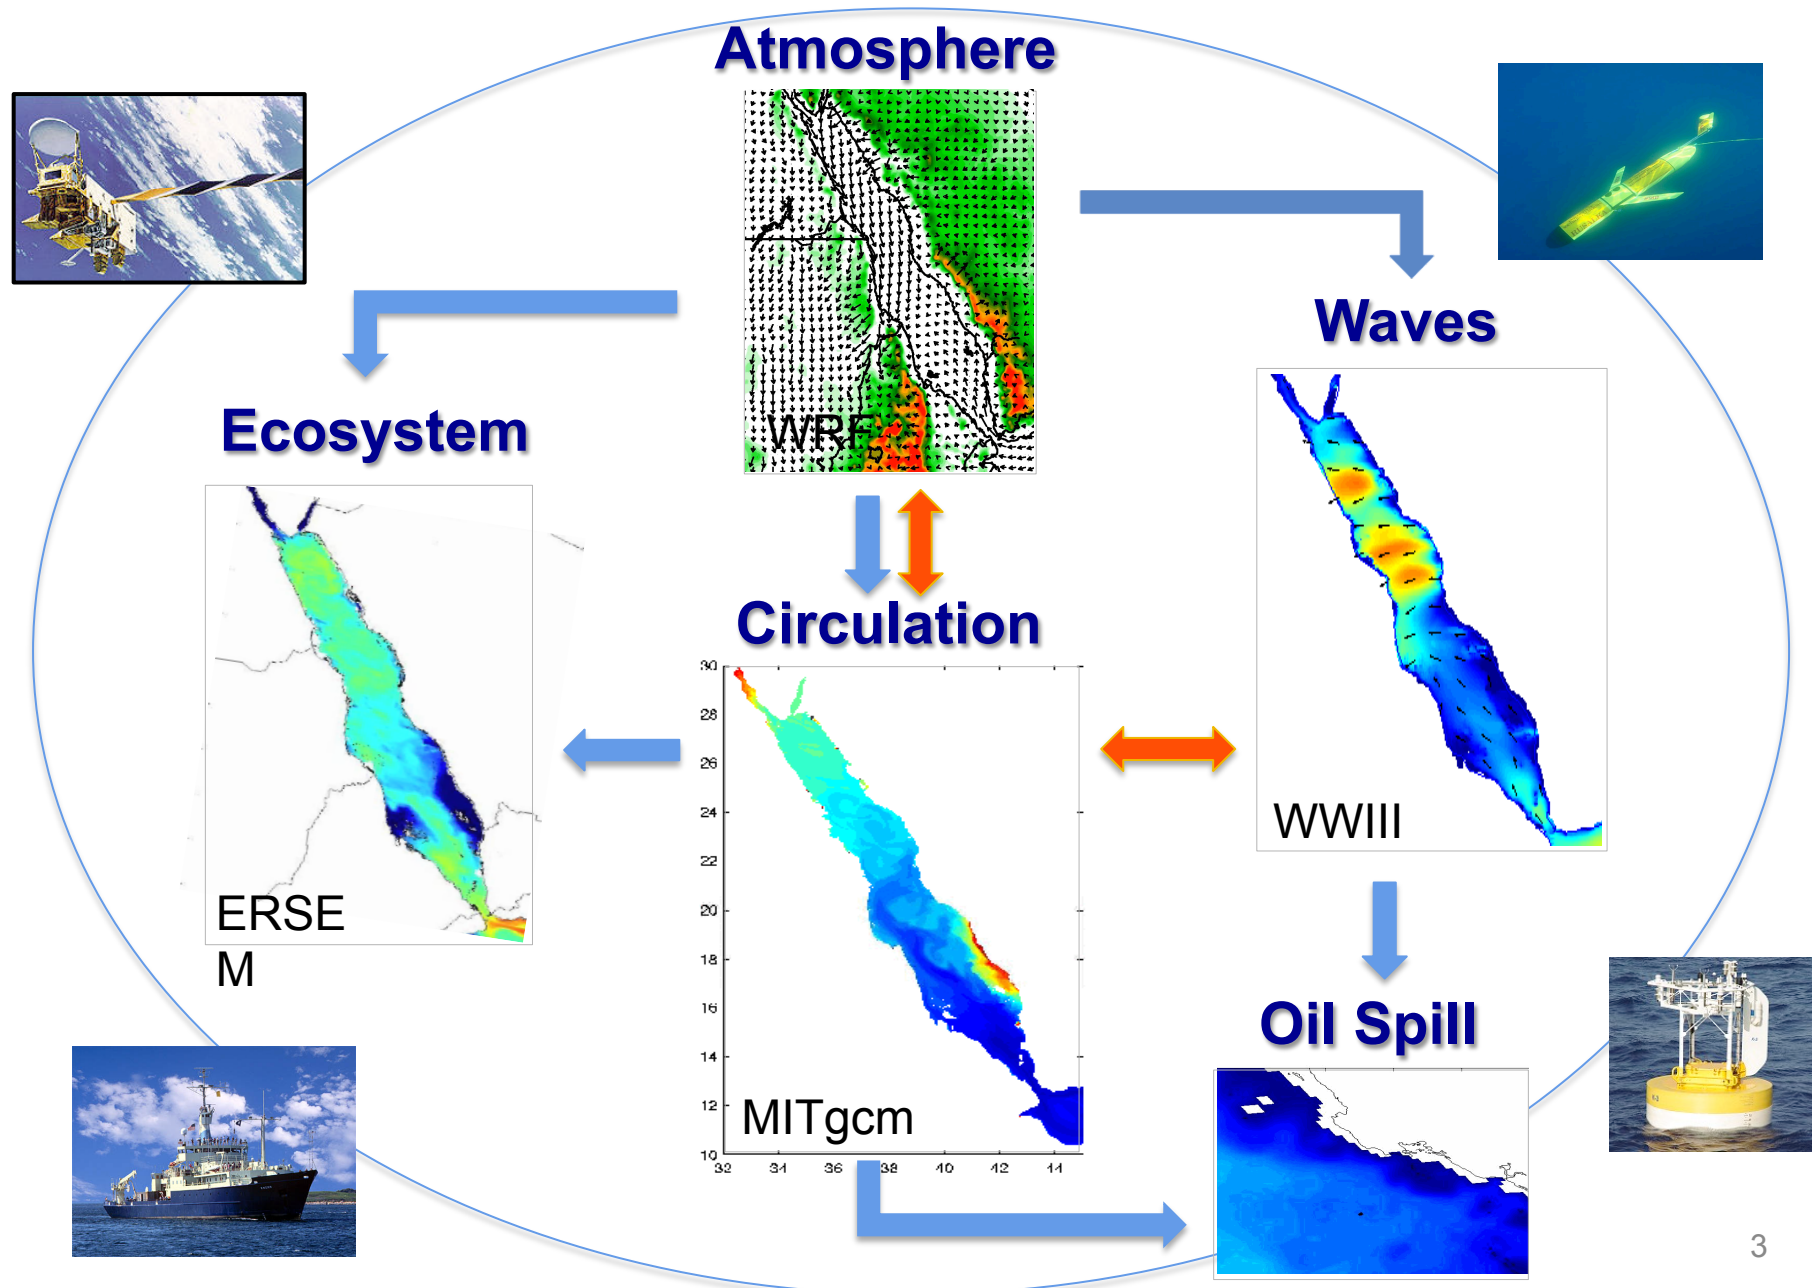 Atmosphere
WRF
Waves
Ecosystem
Circulation
WWIII
ERSE
M
30
28
26
24
22
20
18
16
14
12
10
MITgcm
32 34 36 38 40 42 44
Oil Spill
3